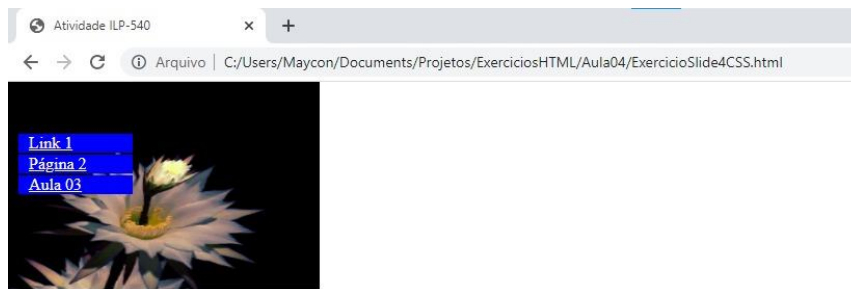 Atividade ILP-540
Arquivo C:/Users/Maycon/Documents/Projetos/ExerciciosHTML/Aula04/ExercicioSlide4CSS.html
Link 1
Página 2
Aula 03